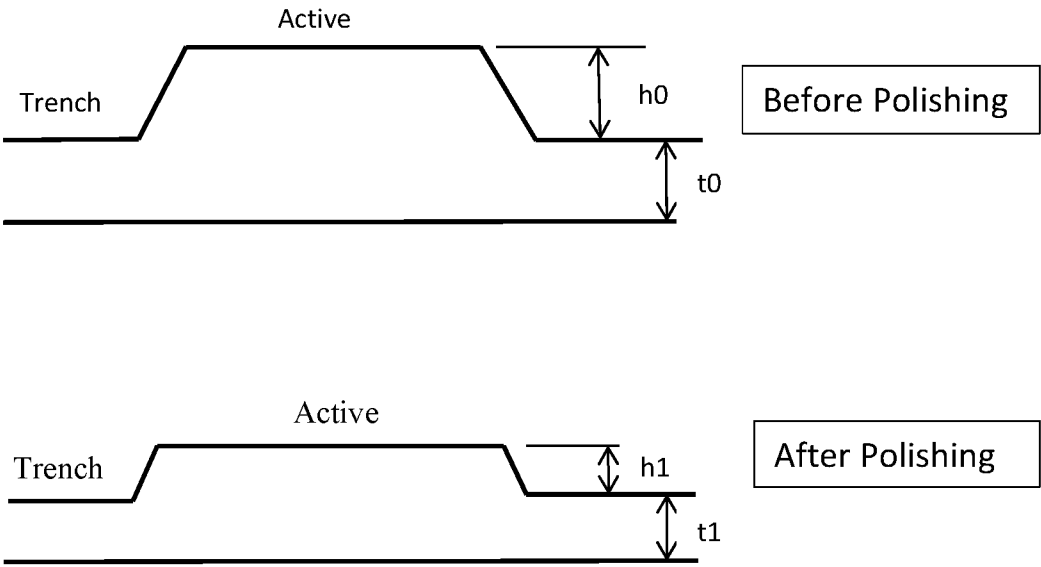 Active
Trench
h0
Before Polishing
t0
Active
Trench
h1
After Polishing
t1